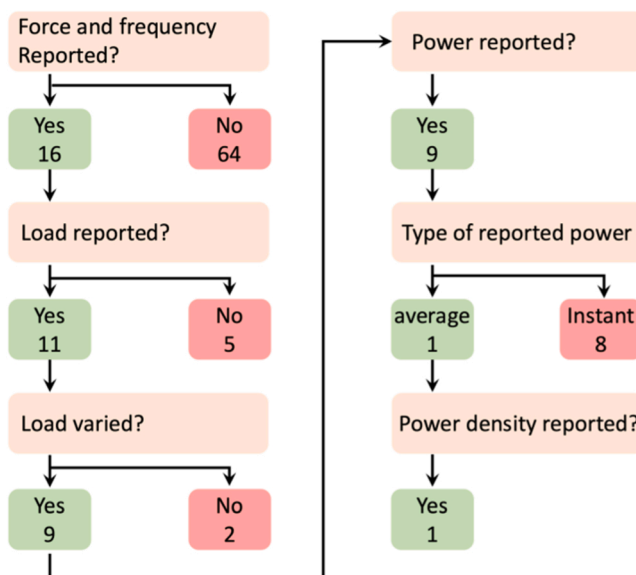 Force and frequency
Reported?
Yes
16
No
64
Load reported?
Yes
11
No
5
Load varied?
Yes
9
No
2
Power reported?
Yes
9
Type of reported power
average
1
Instant
8
Power density reported?
Yes
1